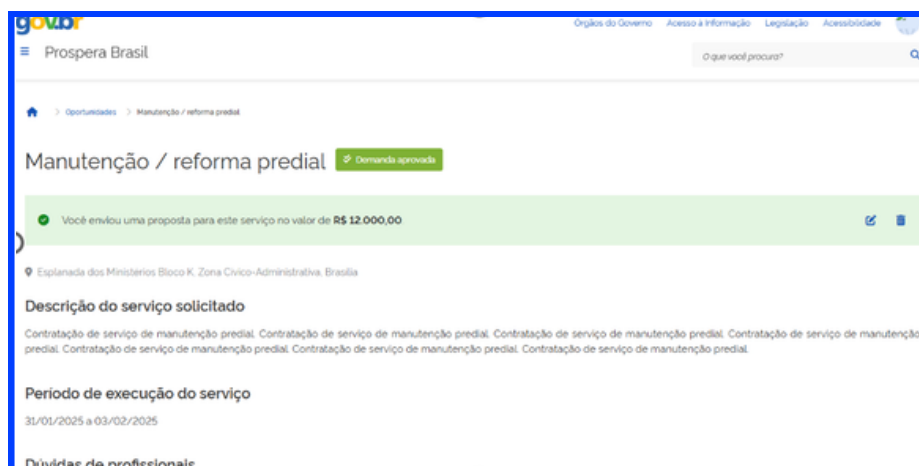 gov.br
Órgãos do Governo Acesso à Informação Legislação Acessibilidade
Prospera Brasil
O que você procura?
> Oportunidades > Manutenção / reforma predial
Manutenção / reforma predial Demanda aprovada
Você enviou uma proposta para este serviço no valor de R$ 12.000,00
Esplanada dos Ministérios Bloco K, Zona Cívico-Administrativa, Brasília
Descrição do serviço solicitado
Contratação de serviço de manutenção predial. Contratação de serviço de manutenção predial. Contratação de serviço de manutenção predial. Contratação de serviço de manutenção
predial. Contratação de serviço de manutenção predial. Contratação de serviço de manutenção predial. Contratação de serviço de manutenção predial.
Período de execução do serviço
31/01/2025 a 03/02/2025
Dúvidas de profissionais